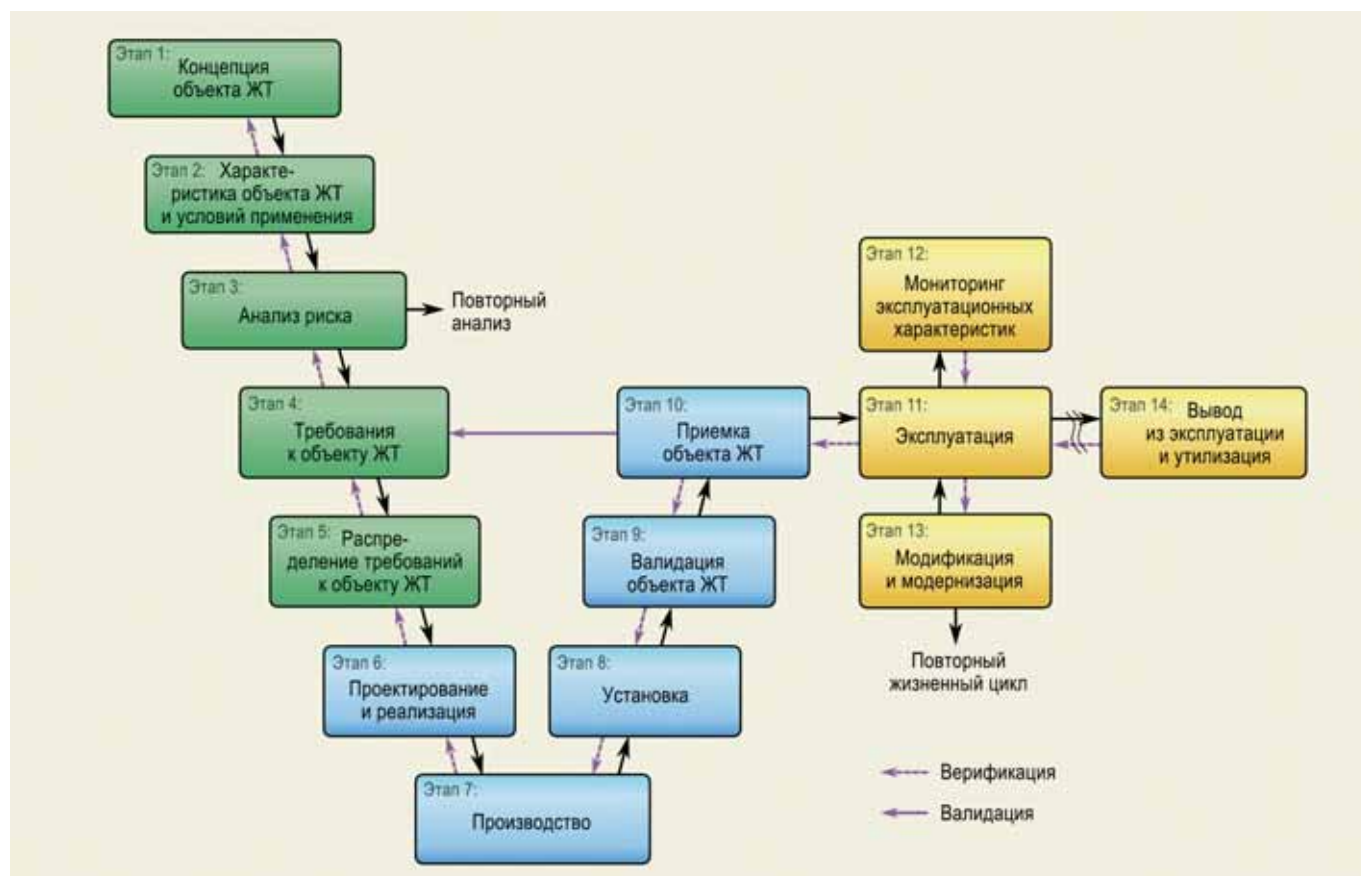 Этап 1:
Концепция
объекта ЖТ
Этап 2: Характе-
ристика объекта ЖТ
и условий применения
Этап 3:
Анализ риска
Повторный
анализ
Этап 4:
Требования
к объекту ЖТ
Этап 5: Распре-
деление требований
к объекту ЖТ
Этап 6:
Проектирование
и реализация
Этап 7:
Производство
Этап 8:
Установка
Этап 9:
Валидация
объекта ЖТ
Этап 10:
Приемка
объекта ЖТ
Этап 11:
Эксплуатация
Этап 12:
Мониторинг
эксплуатационных
характеристик
Этап 13:
Модификация
и модернизация
Повторный
жизненный цикл
Этап 14: Вывод
из эксплуатации
и утилизация
Верификация
Валидация